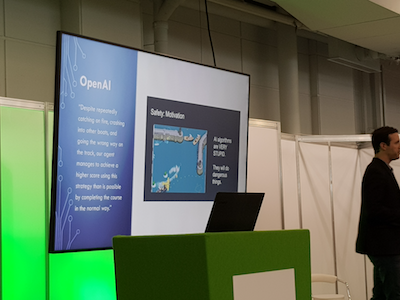 OpenAI
"Despite repeatedly
catching on fire, crashing
into other boats, and
going the wrong way on
the track, our agent
manages to achieve a
higher score using this
strategy than is possible
by completing the course
in the normal way."
Safety: Motivation
AI algorithms
are VERY
STUPID.
They will do
dangerous
things.